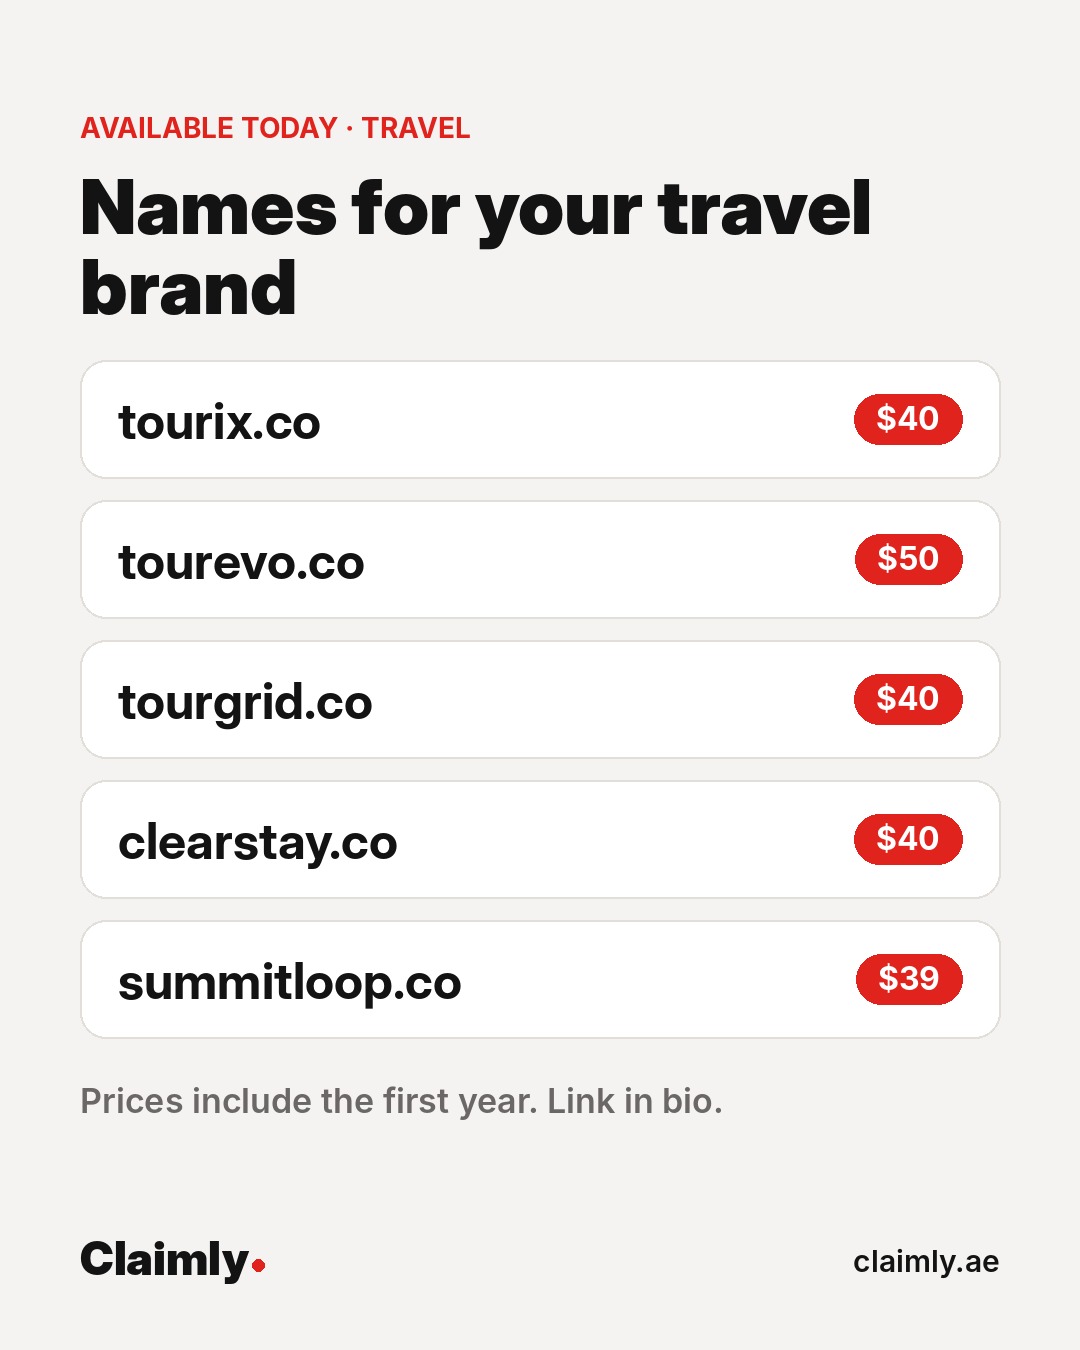 AVAILABLE TODAY · TRAVEL
Names for your travel
brand
tourix.co $40
tourevo.co $50
tourgrid.co $40
clearstay.co $40
summitloop.co $39
Prices include the first year. Link in bio.
Claimly. claimly.ae